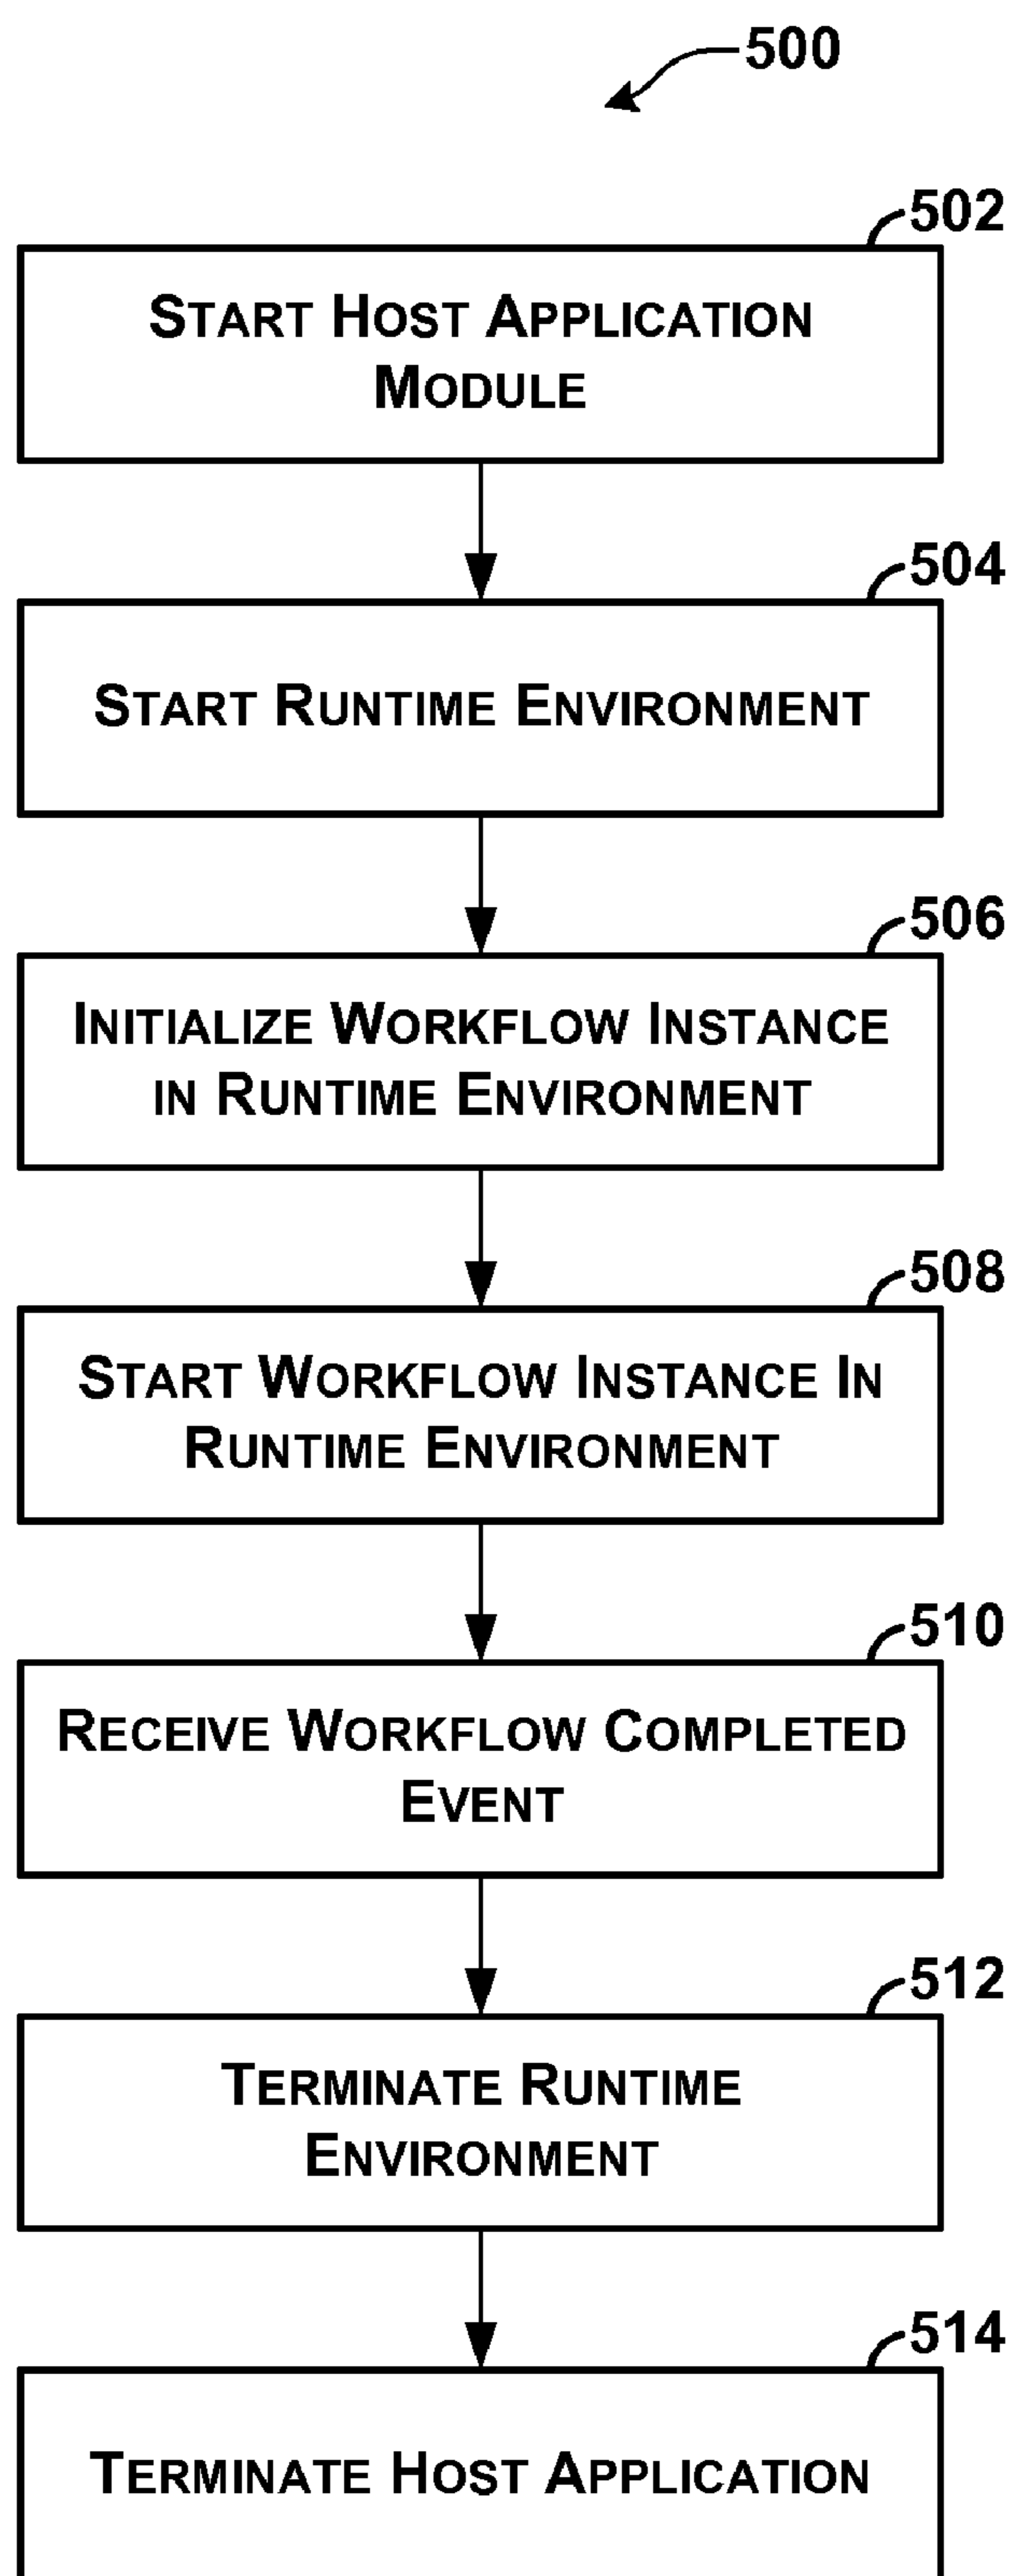 500
502
START HOST APPLICATION
MODULE
504
START RUNTIME ENVIRONMENT
506
INITIALIZE WORKFLOW INSTANCE
IN RUNTIME ENVIRONMENT
508
START WORKFLOW INSTANCE IN
RUNTIME ENVIRONMENT
510
RECEIVE WORKFLOW COMPLETED
EVENT
512
TERMINATE RUNTIME
ENVIRONMENT
514
TERMINATE HOST APPLICATION